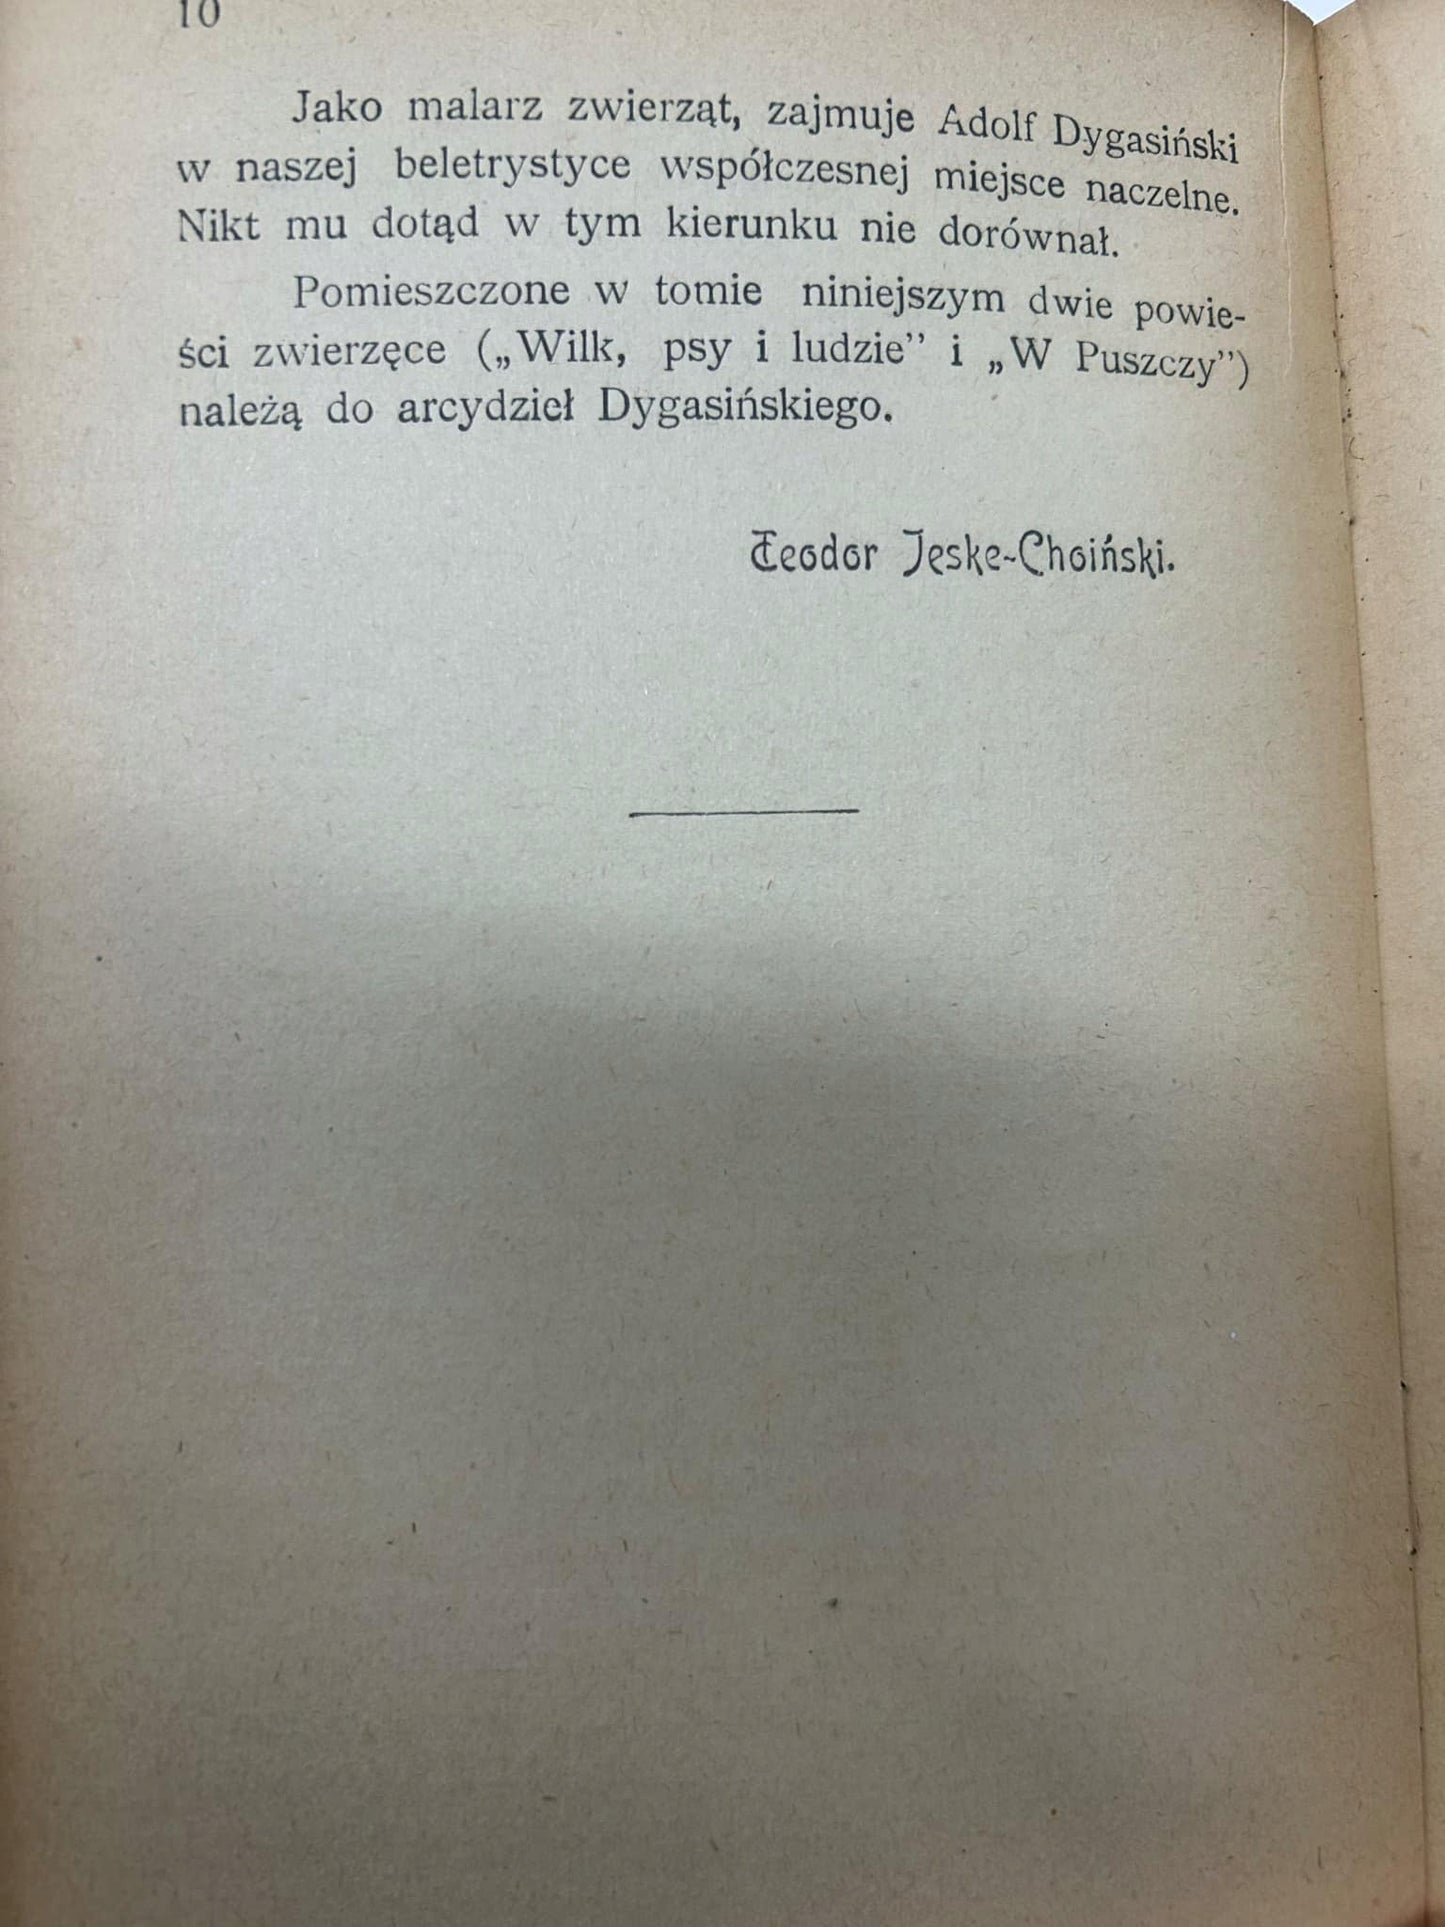 10
Jako malarz zwierząt, zajmuje Adolf Dygasiński
w naszej beletrystyce współczesnej miejsce naczelne.
Nikt mu dotąd w tym kierunku nie dorównał.
Pomieszczone w tomie niniejszym dwie powie-
ści zwierzęce („Wilk, psy i ludzie” i „W Puszczy”)
należą do arcydzieł Dygasińskiego.
Teodor Jeske-Choiński.